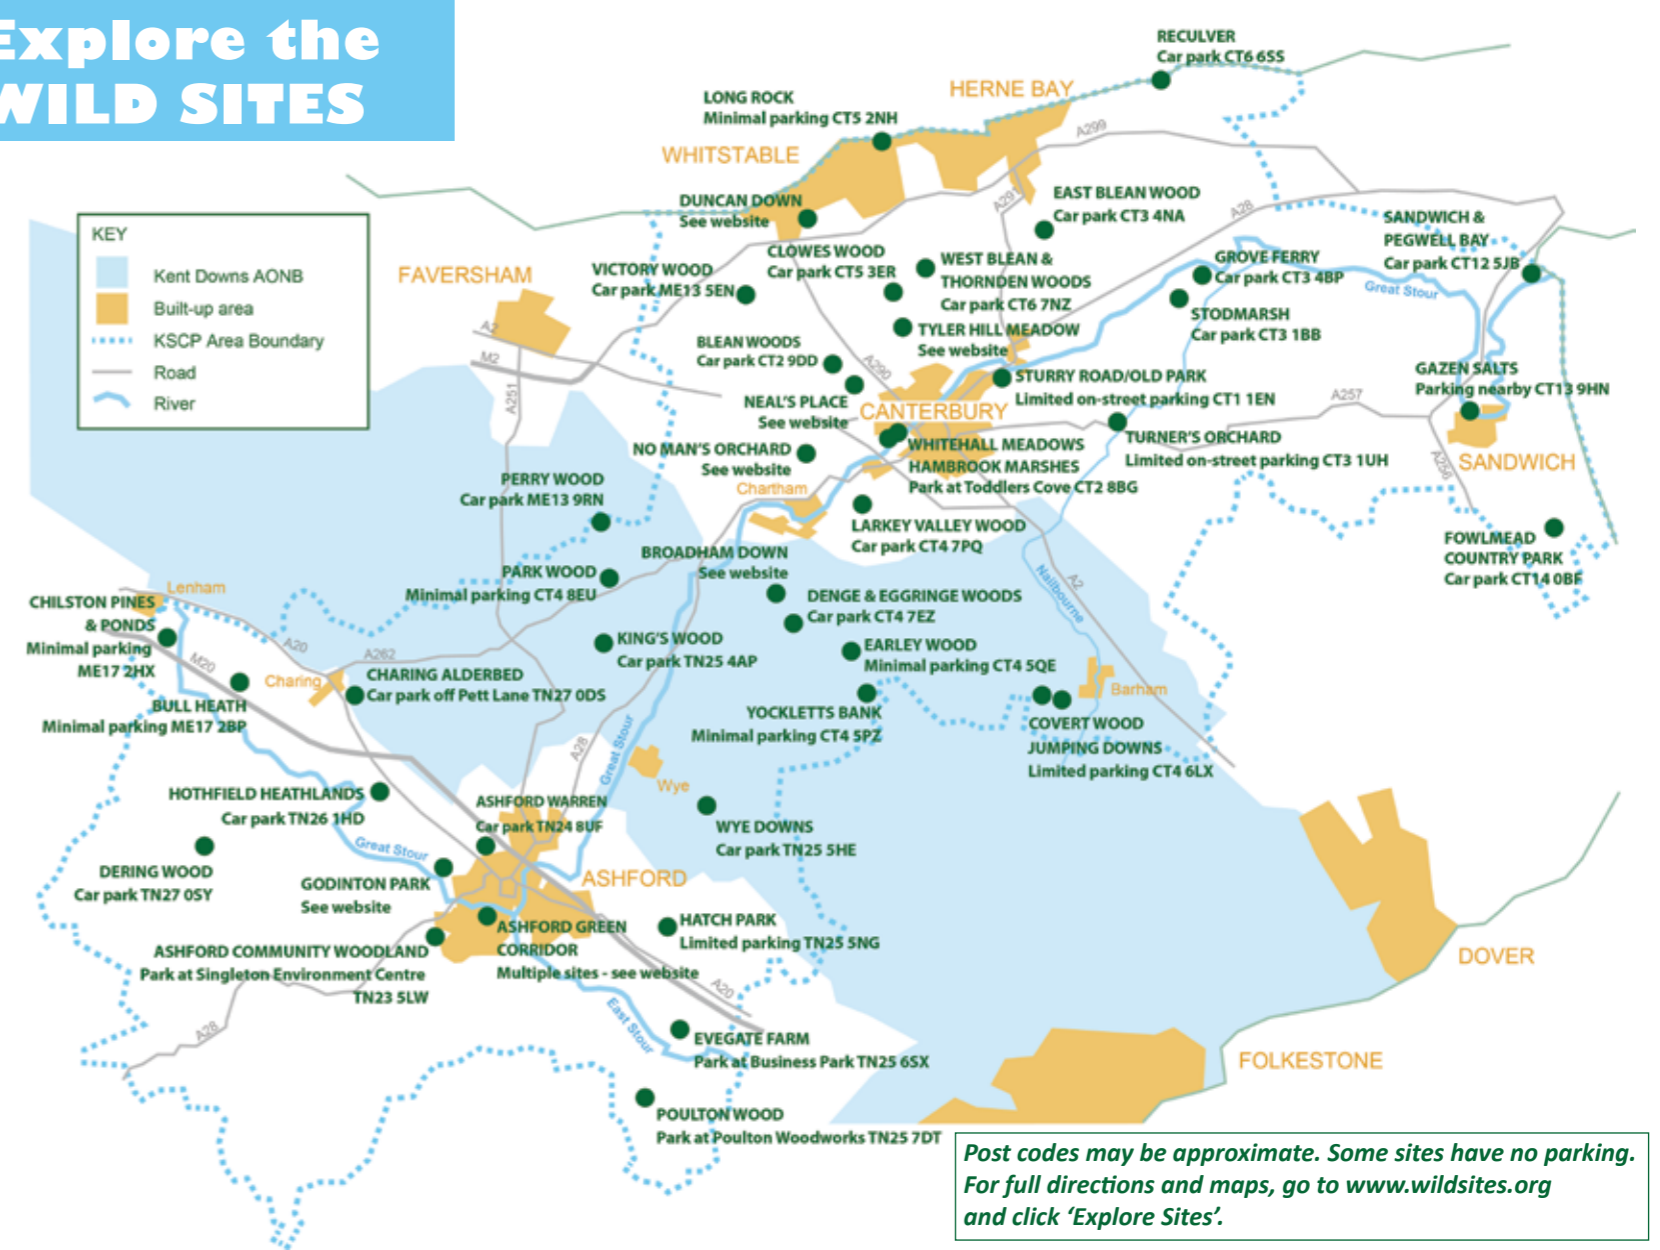 Explore the
WILD SITES
RECULVER
Car park CT6 6SS
HERNE BAY
LONG ROCK
Minimal parking CT5 2NH
WHITSTABLE
A299
DUNCAN DOWN
See website
A291
EAST BLEAN WOOD
Car park CT3 4NA
A28
SANDWICH &
PEGWELL BAY
Car park CT12 5JB
KEY
Kent Downs AONB
Built-up area
KSCP Area Boundary
Road
River
FAVERSHAM
A2
M2
A251
VICTORY WOOD
Car park ME13 5EN
CLOWES WOOD
Car park CT5 3ER
WEST BLEAN &
THORNDEN WOODS
Car park CT6 7NZ
GROVE FERRY
Car park CT3 4BP
Great Stour
STODMARSH
Car park CT3 1BB
TYLER HILL MEADOW
See website
BLEAN WOODS
Car park CT2 9DD
A290
STURRY ROAD/OLD PARK
Limited on-street parking CT1 1EN
GAZEN SALTS
Parking nearby CT13 9HN
A257
NEAL'S PLACE
See website
CANTERBURY
TURNER'S ORCHARD
Limited on-street parking CT3 1UH
SANDWICH
A256
NO MAN'S ORCHARD
See website
WHITEHALL MEADOWS
HAMBROOK MARSHES
Park at Toddlers Cove CT2 8BG
Chartham
PERRY WOOD
Car park ME13 9RN
LARKEY VALLEY WOOD
Car park CT4 7PQ
FOWLMEAD
COUNTRY PARK
Car park CT14 0BF
BROADHAM DOWN
See website
PARK WOOD
Minimal parking CT4 8EU
Nailbourne
A2
Lenham
CHILSTON PINES
& PONDS
Minimal parking
ME17 2HX
DENGE & EGGRINGE WOODS
Car park CT4 7EZ
KING'S WOOD
Car park TN25 4AP
EARLEY WOOD
Minimal parking CT4 5QE
A20
A262
M20
Charing
CHARING ALDERBED
Car park off Pett Lane TN27 0DS
Barham
BULL HEATH
Minimal parking ME17 2BP
YOCKLETTS BANK
Minimal parking CT4 5PZ
COVERT WOOD
JUMPING DOWNS
Limited parking CT4 6LX
A28
Great Stour
Wye
HOTHFIELD HEATHLANDS
Car park TN26 1HD
ASHFORD WARREN
Car park TN24 8UF
WYE DOWNS
Car park TN25 5HE
Great Stour
DERING WOOD
Car park TN27 0SY
GODINTON PARK
See website
ASHFORD
ASHFORD GREEN
CORRIDOR
Multiple sites - see website
HATCH PARK
Limited parking TN25 5NG
ASHFORD COMMUNITY WOODLAND
Park at Singleton Environment Centre
TN23 5LW
DOVER
A20
A28
East Stour
EVEGATE FARM
Park at Business Park TN25 6SX
FOLKESTONE
POULTON WOOD
Park at Poulton Woodworks TN25 7DT
Post codes may be approximate. Some sites have no parking.
For full directions and maps, go to www.wildsites.org
and click ‘Explore Sites’.